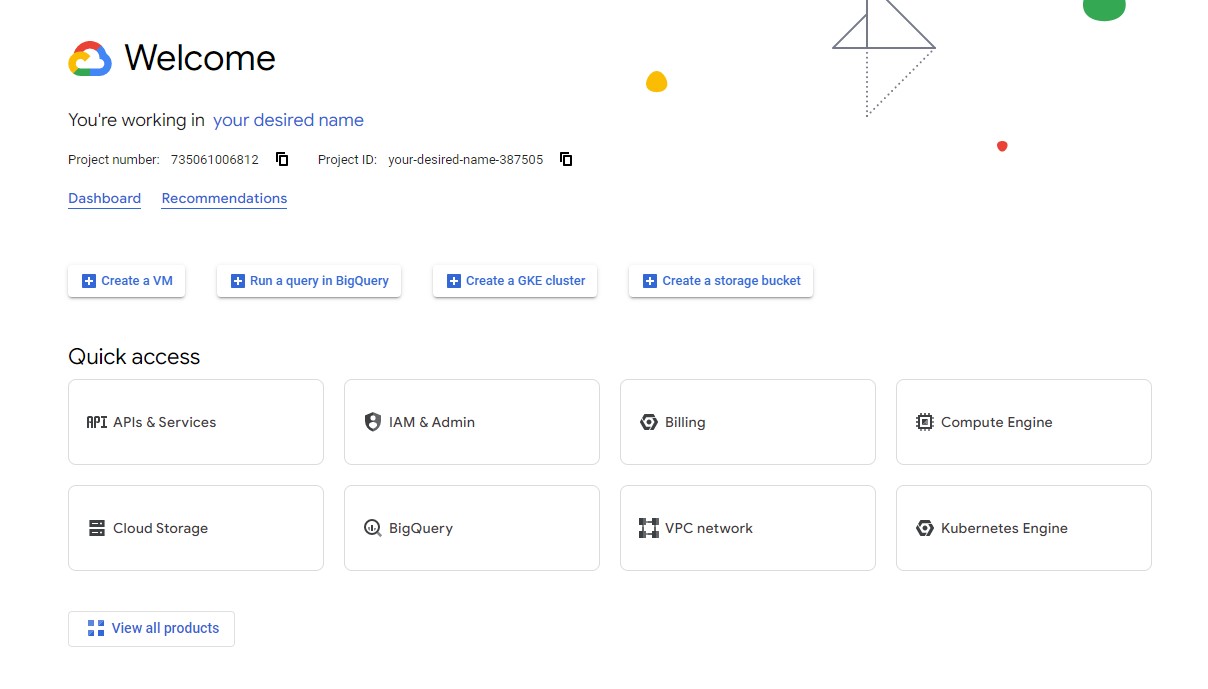 Welcome
You're working in your desired name
Project number: 735061006812 Project ID: your-desired-name-387505
Dashboard Recommendations
Create a VM Run a query in BigQuery Create a GKE cluster Create a storage bucket
Quick access
API APIs & Services IAM & Admin Billing Compute Engine
Cloud Storage BigQuery VPC network Kubernetes Engine
View all products